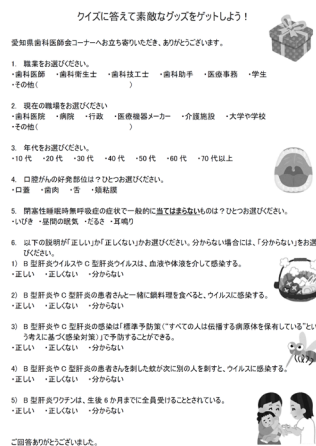 クイズに答えて素敵なグッズをゲットしよう！
愛知県歯科医師会コーナーへお立ち寄りいただき、ありがとうございます。
1. 職業をお選びください。
・歯科医師 ・歯科衛生士 ・歯科技工士 ・歯科助手 ・医療事務 ・学生
・その他( )
2. 現在の職場をお選びください
・歯科医院 ・病院 ・行政 ・医療機器メーカー ・介護施設 ・大学や学校
・その他( )
3. 年代をお選びください。
・10 代 ・20 代 ・30 代 ・40 代 ・50 代 ・60 代 ・70 代以上
4. 口腔がんの好発部位は？ひとつお選びください。
・口蓋 ・歯肉 ・舌 ・頬粘膜
5. 閉塞性睡眠時無呼吸症の症状で一般的に当てはまらないものは？ひとつお選びください。
・いびき ・昼間の眠気 ・だるさ ・耳鳴り
6. 以下の説明が「正しい」か「正しくない」かお選びください。分からない場合には、「分からない」をお選
びください。
1) B 型肝炎ウイルスや C 型肝炎ウイルスは、血液や体液を介して感染する。
・正しい ・正しくない ・分からない
2) B 型肝炎や C 型肝炎の患者さんと一緒に鍋料理を食べると、ウイルスに感染する。
・正しい ・正しくない ・分からない
3) B 型肝炎や C 型肝炎の感染は「標準予防策（“すべての人は伝播する病原体を保有している”とい
う考えに基づく感染対策）」で予防することができる。
・正しい ・正しくない ・分からない
4) B 型肝炎や C 型肝炎の患者さんを刺した蚊が次に別の人を刺すと、ウイルスに感染する。
・正しい ・正しくない ・分からない
5) B 型肝炎ワクチンは、生後 6 か月までに全員受けることとされている。
・正しい ・正しくない ・分からない
ご回答ありがとうございました。